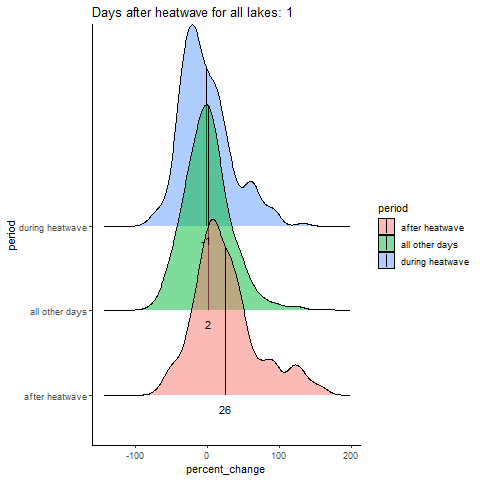 Days after heatwave for all lakes: 1
period
during heatwave
all other days
after heatwave
-1
2
26
-100
0
100
200
percent_change
period
after heatwave
all other days
during heatwave